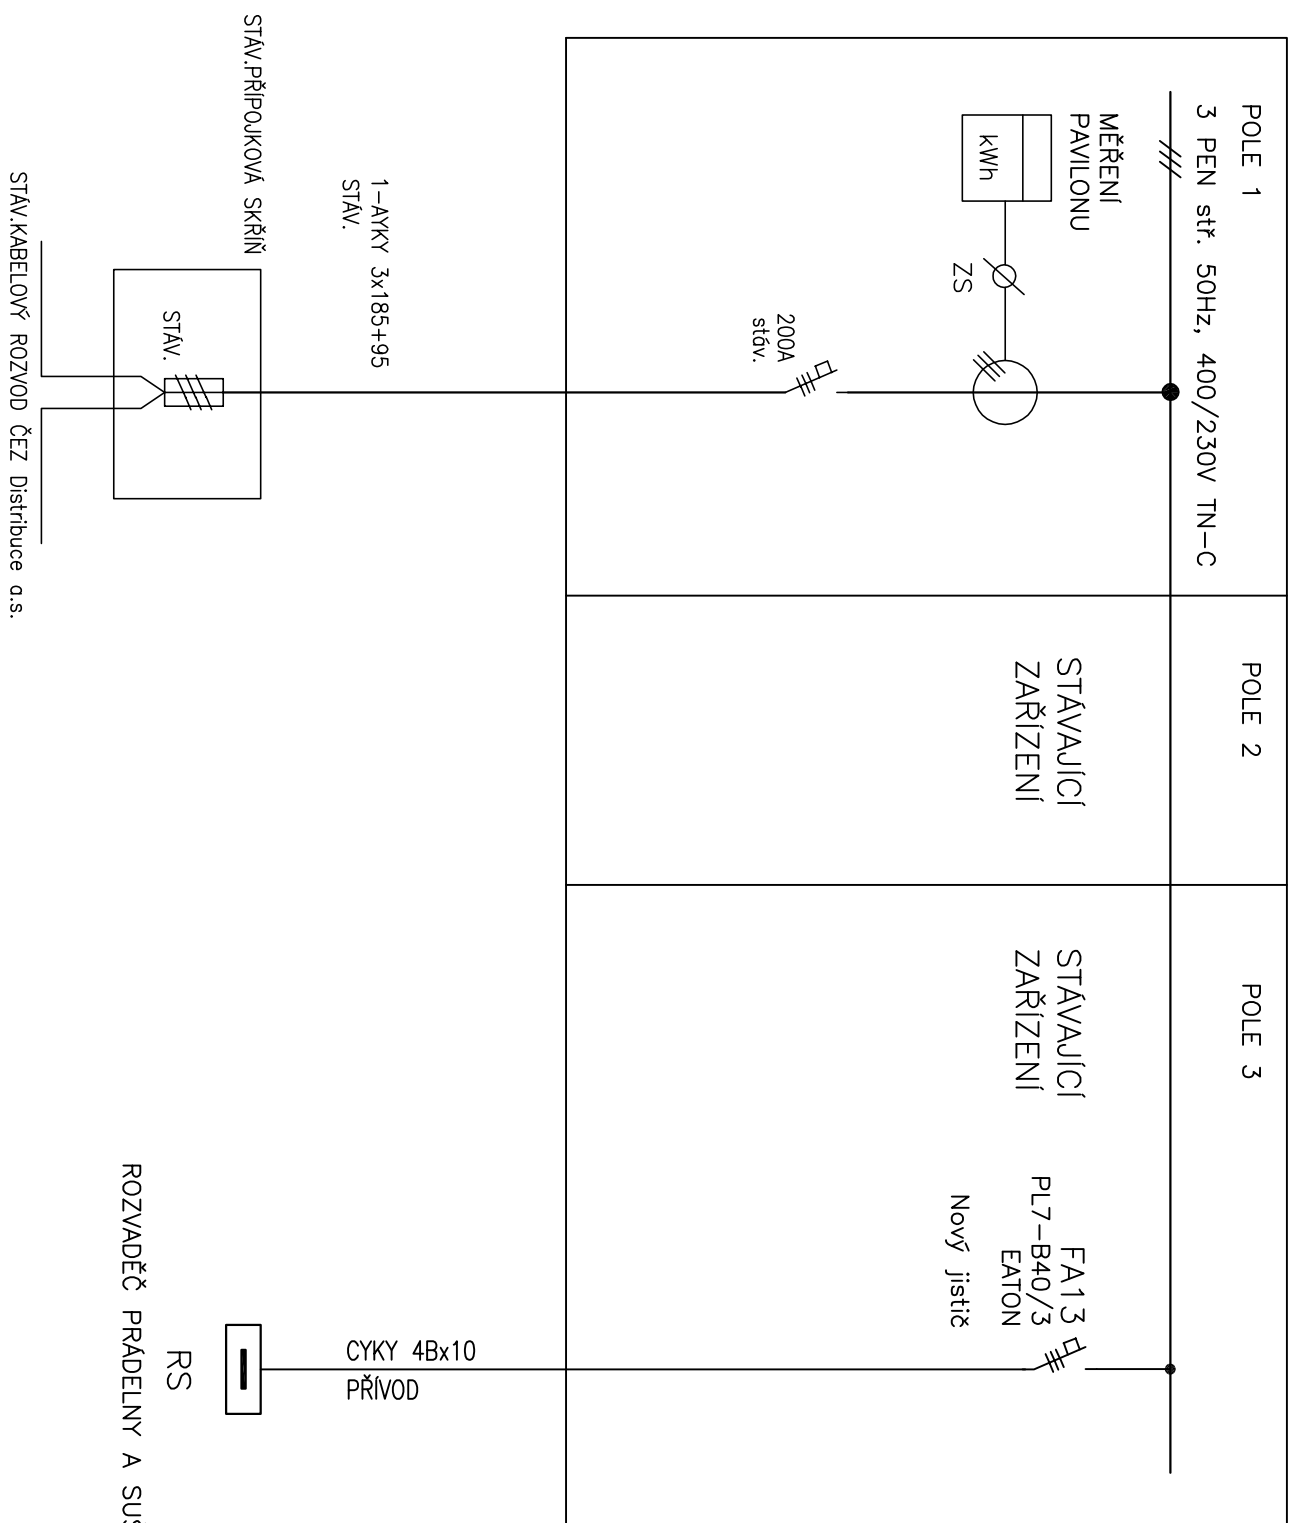 POLE 1
3 PEN stř. 50Hz, 400/230V TN-C
MĚŘENÍ
PAVILONU
kWh
ZS
200A
stáv.
1-AYKY 3x185+95
STÁV.
STÁV.PŘÍPOJKOVÁ SKŘÍŇ
STÁV.
STÁV.KABELOVÝ ROZVOD ČEZ Distribuce a.s.
POLE 2
STÁVAJÍCÍ
ZAŘÍZENÍ
POLE 3
STÁVAJÍCÍ
ZAŘÍZENÍ
FA13
PL7-B40/3
EATON
Nový jistič
CYKY 4Bx10
PŘÍVOD
RS
ROZVADĚČ PRÁDELNY A